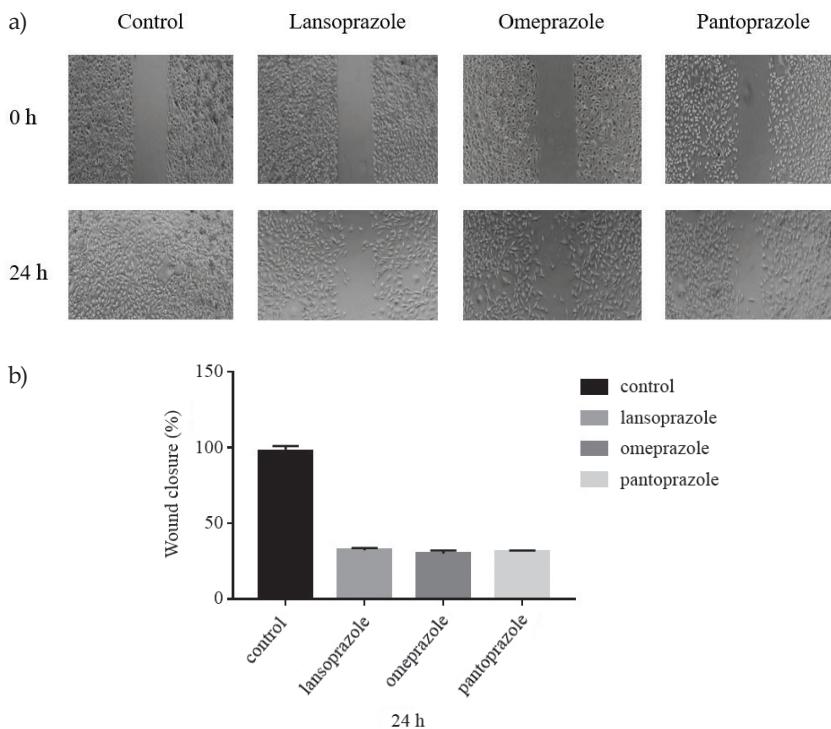 a)
Control Lansoprazole Omeprazole Pantoprazole
0 h
24 h
b)
150
100
50
0
Wound closure (%)
control
lansoprazole
omeprazole
pantoprazole
control
lansoprazole
omeprazole
pantoprazole
24 h